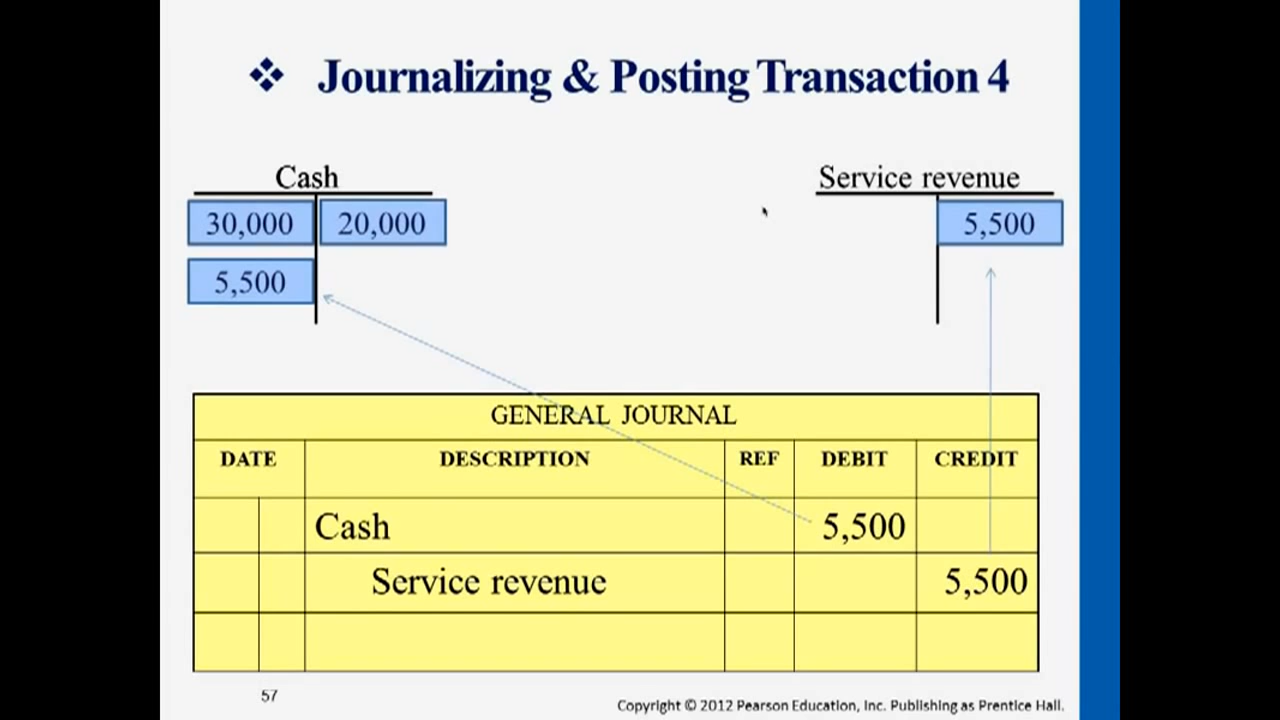 ❖ Journalizing & Posting Transaction 4
Cash
Service revenue
30,000 20,000
5,500
5,500
GENERAL JOURNAL
DATE DESCRIPTION REF DEBIT CREDIT
Cash 5,500
Service revenue 5,500
57
Copyright © 2012 Pearson Education, Inc. Publishing as Prentice Hall.